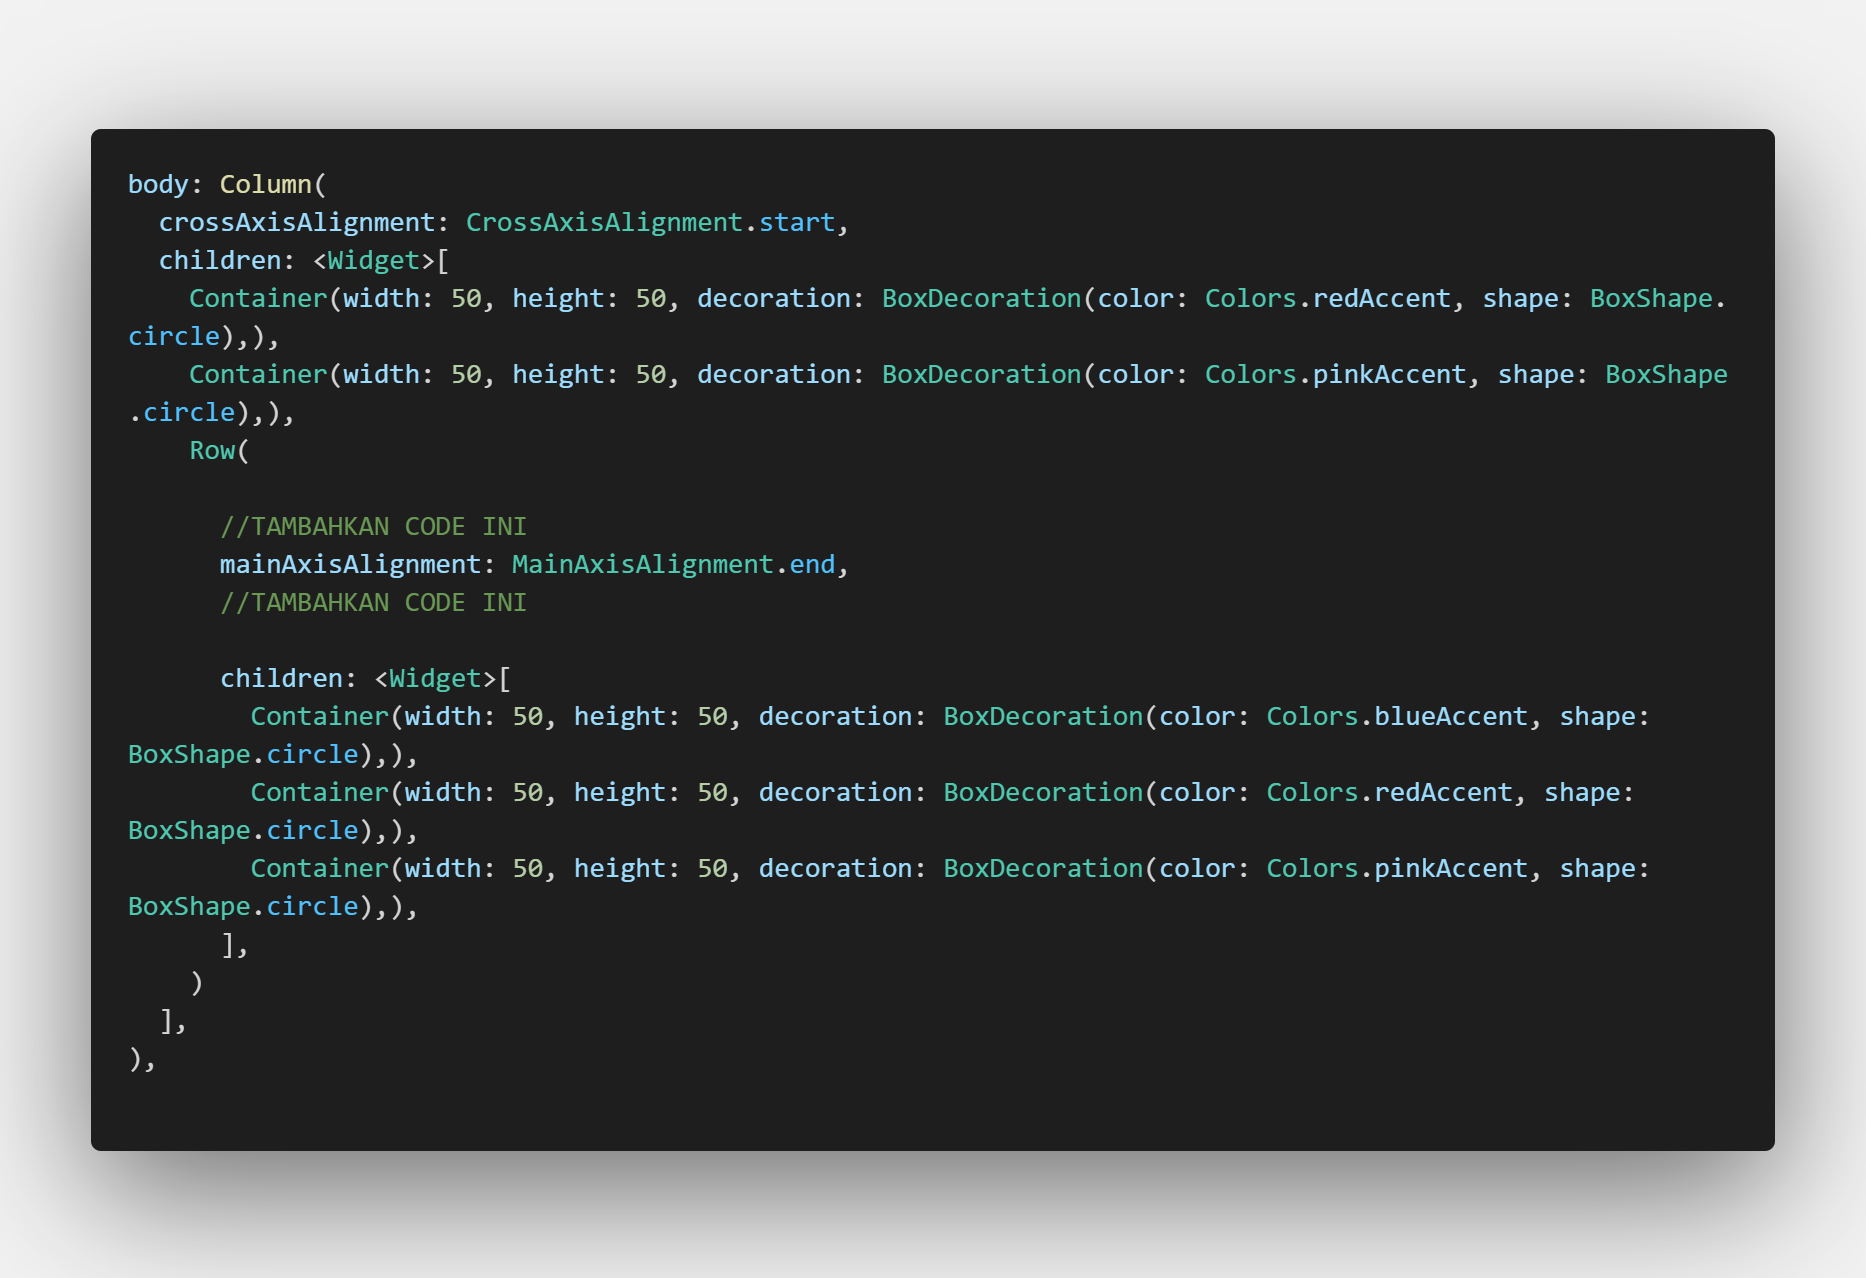 body: Column(
  crossAxisAlignment: CrossAxisAlignment.start,
  children: <Widget>[
    Container(width: 50, height: 50, decoration: BoxDecoration(color: Colors.redAccent, shape: BoxShape.
circle),),
    Container(width: 50, height: 50, decoration: BoxDecoration(color: Colors.pinkAccent, shape: BoxShape
.circle),),
    Row(

      //TAMBAHKAN CODE INI
      mainAxisAlignment: MainAxisAlignment.end,
      //TAMBAHKAN CODE INI

      children: <Widget>[
        Container(width: 50, height: 50, decoration: BoxDecoration(color: Colors.blueAccent, shape:
BoxShape.circle),),
        Container(width: 50, height: 50, decoration: BoxDecoration(color: Colors.redAccent, shape:
BoxShape.circle),),
        Container(width: 50, height: 50, decoration: BoxDecoration(color: Colors.pinkAccent, shape:
BoxShape.circle),),
      ],
    )
  ],
),